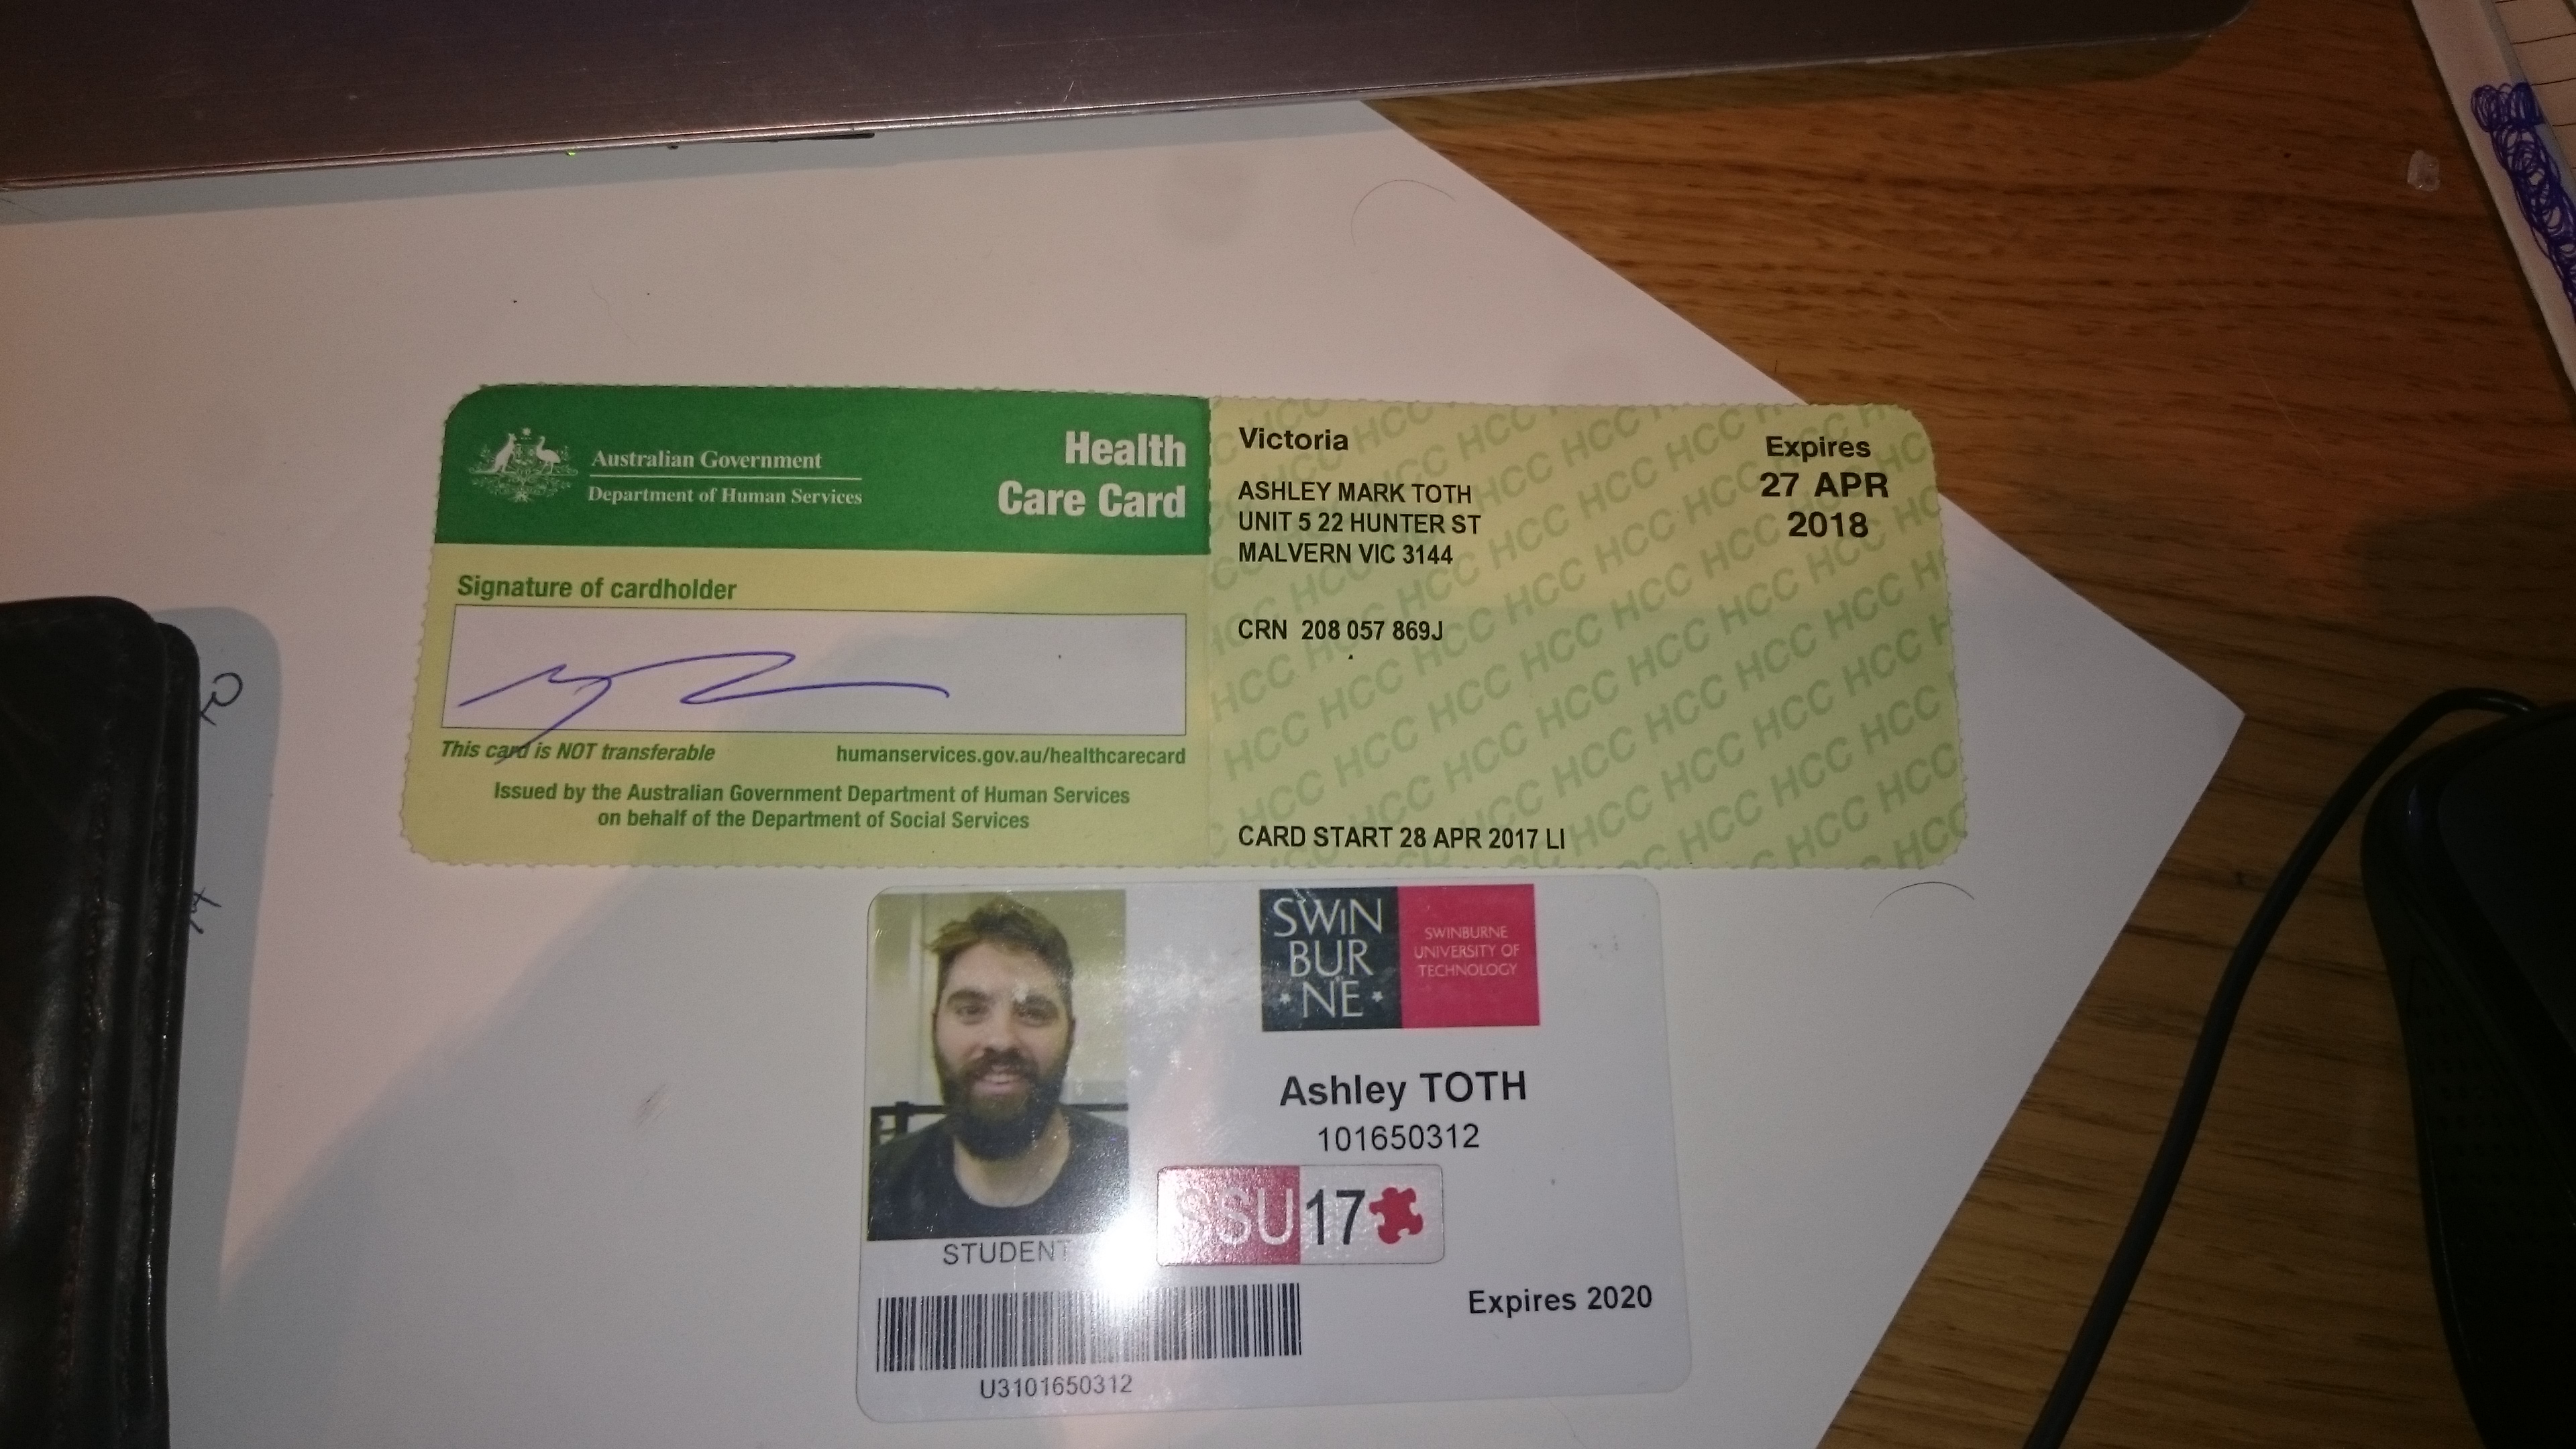 Australian Government
Department of Human Services
Health
Care Card
Signature of cardholder
This card is NOT transferable
humanservices.gov.au/healthcarecard
Issued by the Australian Government Department of Human Services
on behalf of the Department of Social Services
Victoria
Expires
27 APR
2018
ASHLEY MARK TOTH
UNIT 5 22 HUNTER ST
MALVERN VIC 3144
CRN 208 057 869J
CARD START 28 APR 2017 LI
SWIN
BUR
NE
SWINBURNE
UNIVERSITY OF
TECHNOLOGY
Ashley TOTH
101650312
SSU 17
STUDENT
Expires 2020
U3101650312